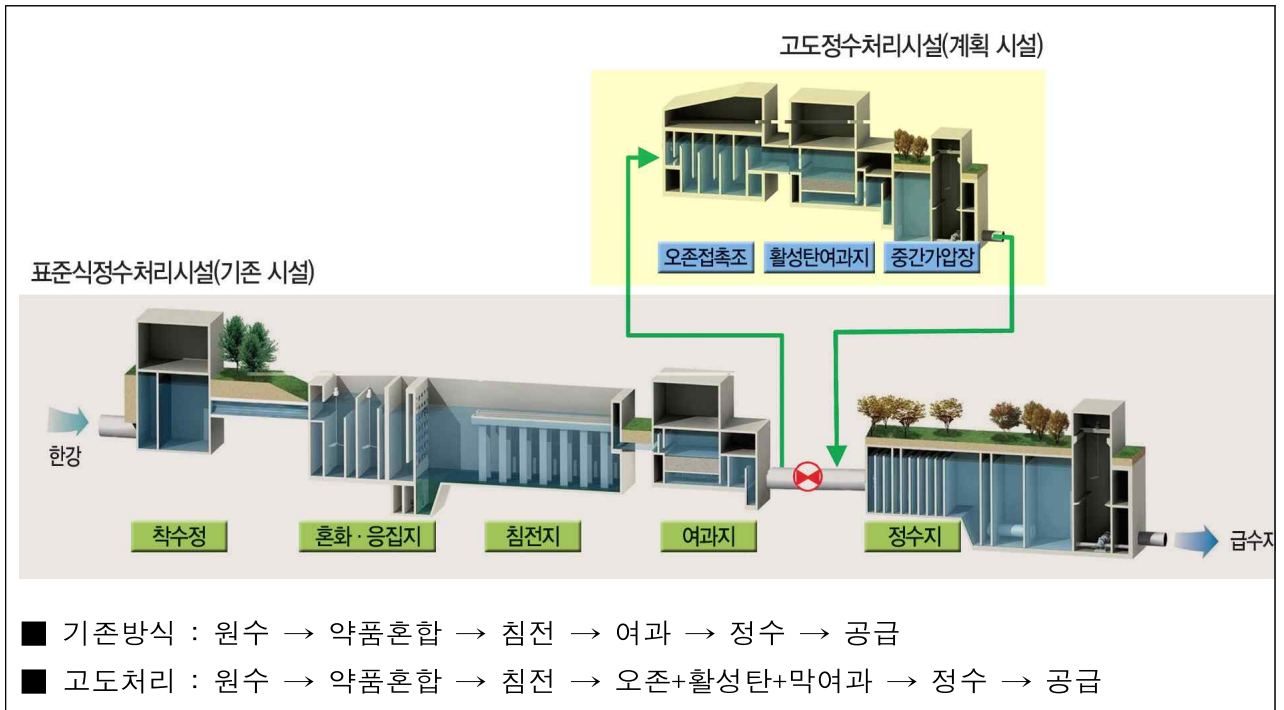 고도정수처리시설(계획 시설)
오존접촉조 활성탄여과지 중간가압장
표준식정수처리시설(기존 시설)
한강
착수정 혼화·응집지 침전지 여과지 정수지
급수지
■ 기존방식 : 원수 → 약품혼합 → 침전 → 여과 → 정수 → 공급
■ 고도처리 : 원수 → 약품혼합 → 침전 → 오존+활성탄+막여과 → 정수 → 공급